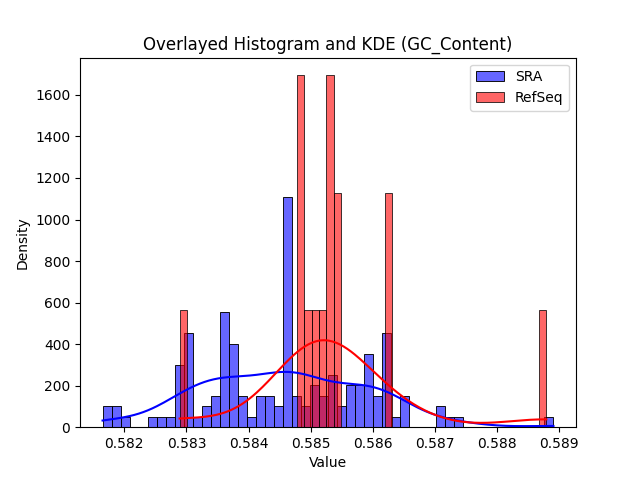 Overlayed Histogram and KDE (GC_Content)
SRA
RefSeq
1600
1400
1200
1000
800
600
400
200
0
Density
0.582 0.583 0.584 0.585 0.586 0.587 0.588 0.589
Value